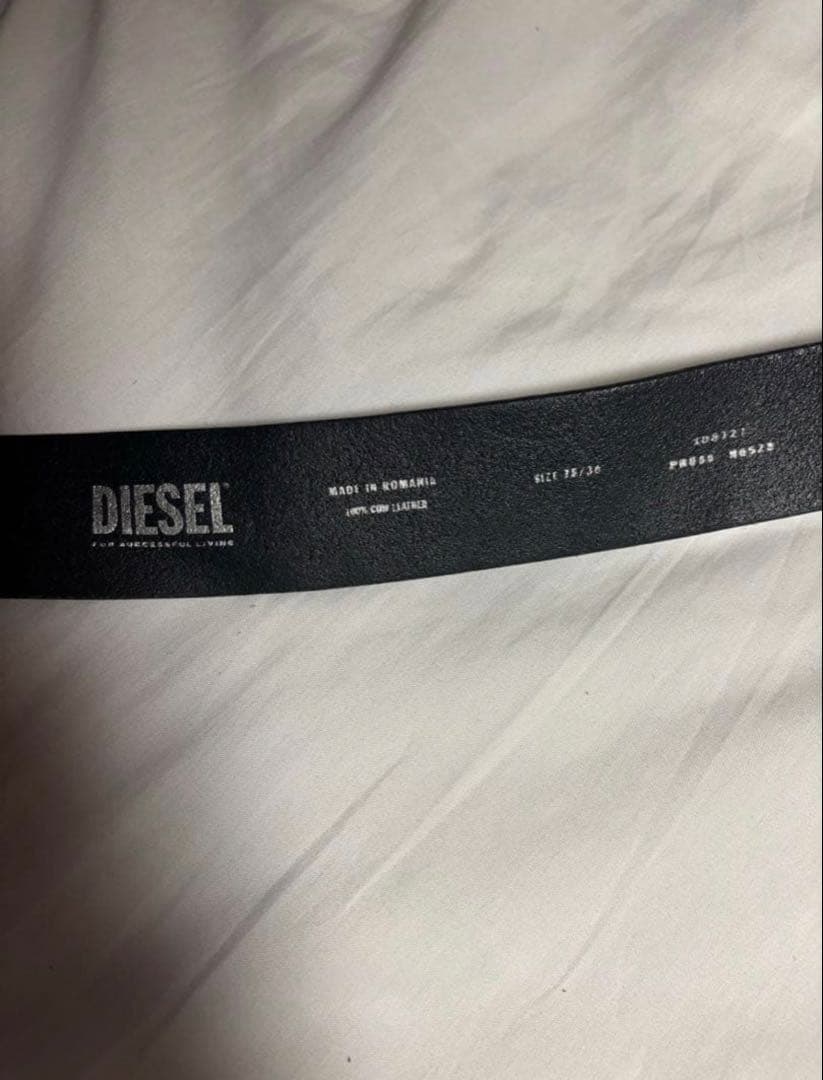 DIESEL
FOR SUCCESSFUL LIVING
MADE IN ROMANIA
100% COW LEATHER
SIZE 75/30